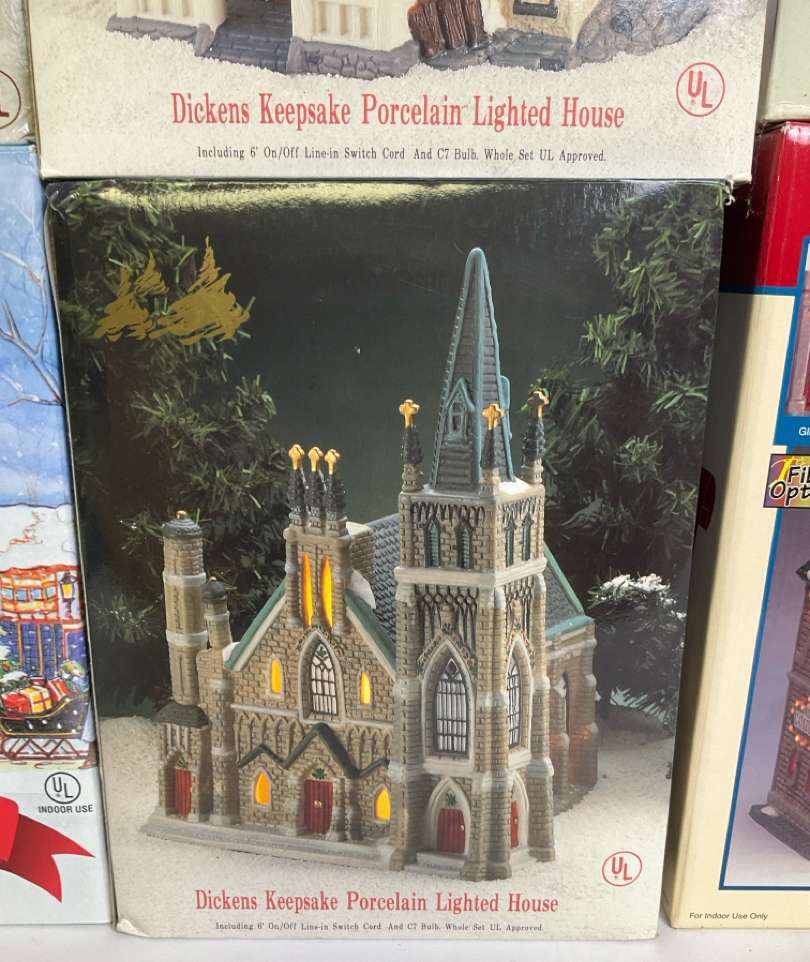 UL
Dickens Keepsake Porcelain Lighted House
Including 6' On/Off Line-in Switch Cord And C7 Bulb. Whole Set UL Approved.
UL
INDOOR USE
UL
Dickens Keepsake Porcelain Lighted House
Including 6' On/Off Line-in Switch Cord And C7 Bulb. Whole Set UL Approved.
For Indoor Use Only